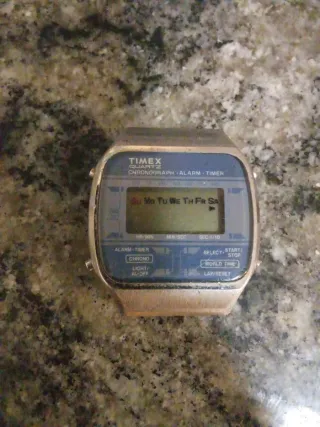 TIMEX
QUARTZ
CHRONOGRAPH · ALARM · TIMER
Su Mo Tu We Th Fr Sa
ALARM·TIMER
CHRONO
LIGHT/
SELECT· START/
STOP
WORLD TIME
LAP/RESET